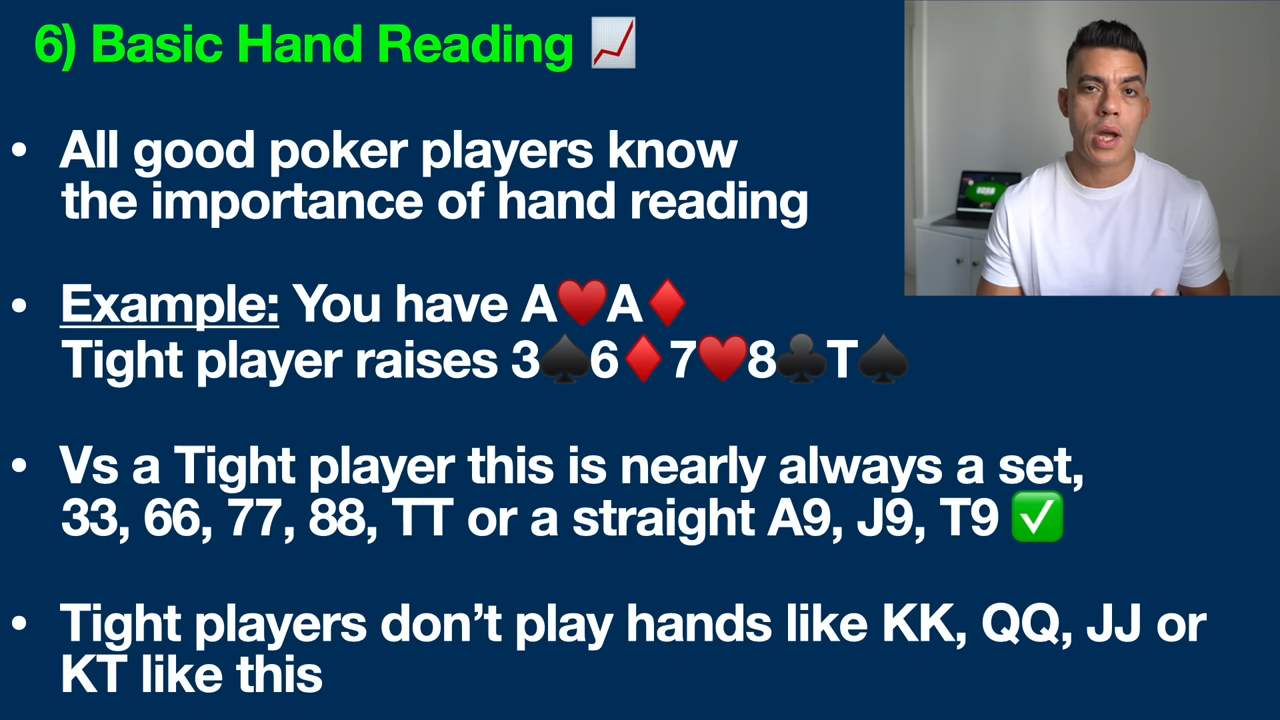 6) Basic Hand Reading 📈
• All good poker players know
the importance of hand reading
• Example: You have A♥️A♦️
Tight player raises 3♠️6♦️7♥️8♣️T♠️
• Vs a Tight player this is nearly always a set,
33, 66, 77, 88, TT or a straight A9, J9, T9 ✅
• Tight players don’t play hands like KK, QQ, JJ or
KT like this